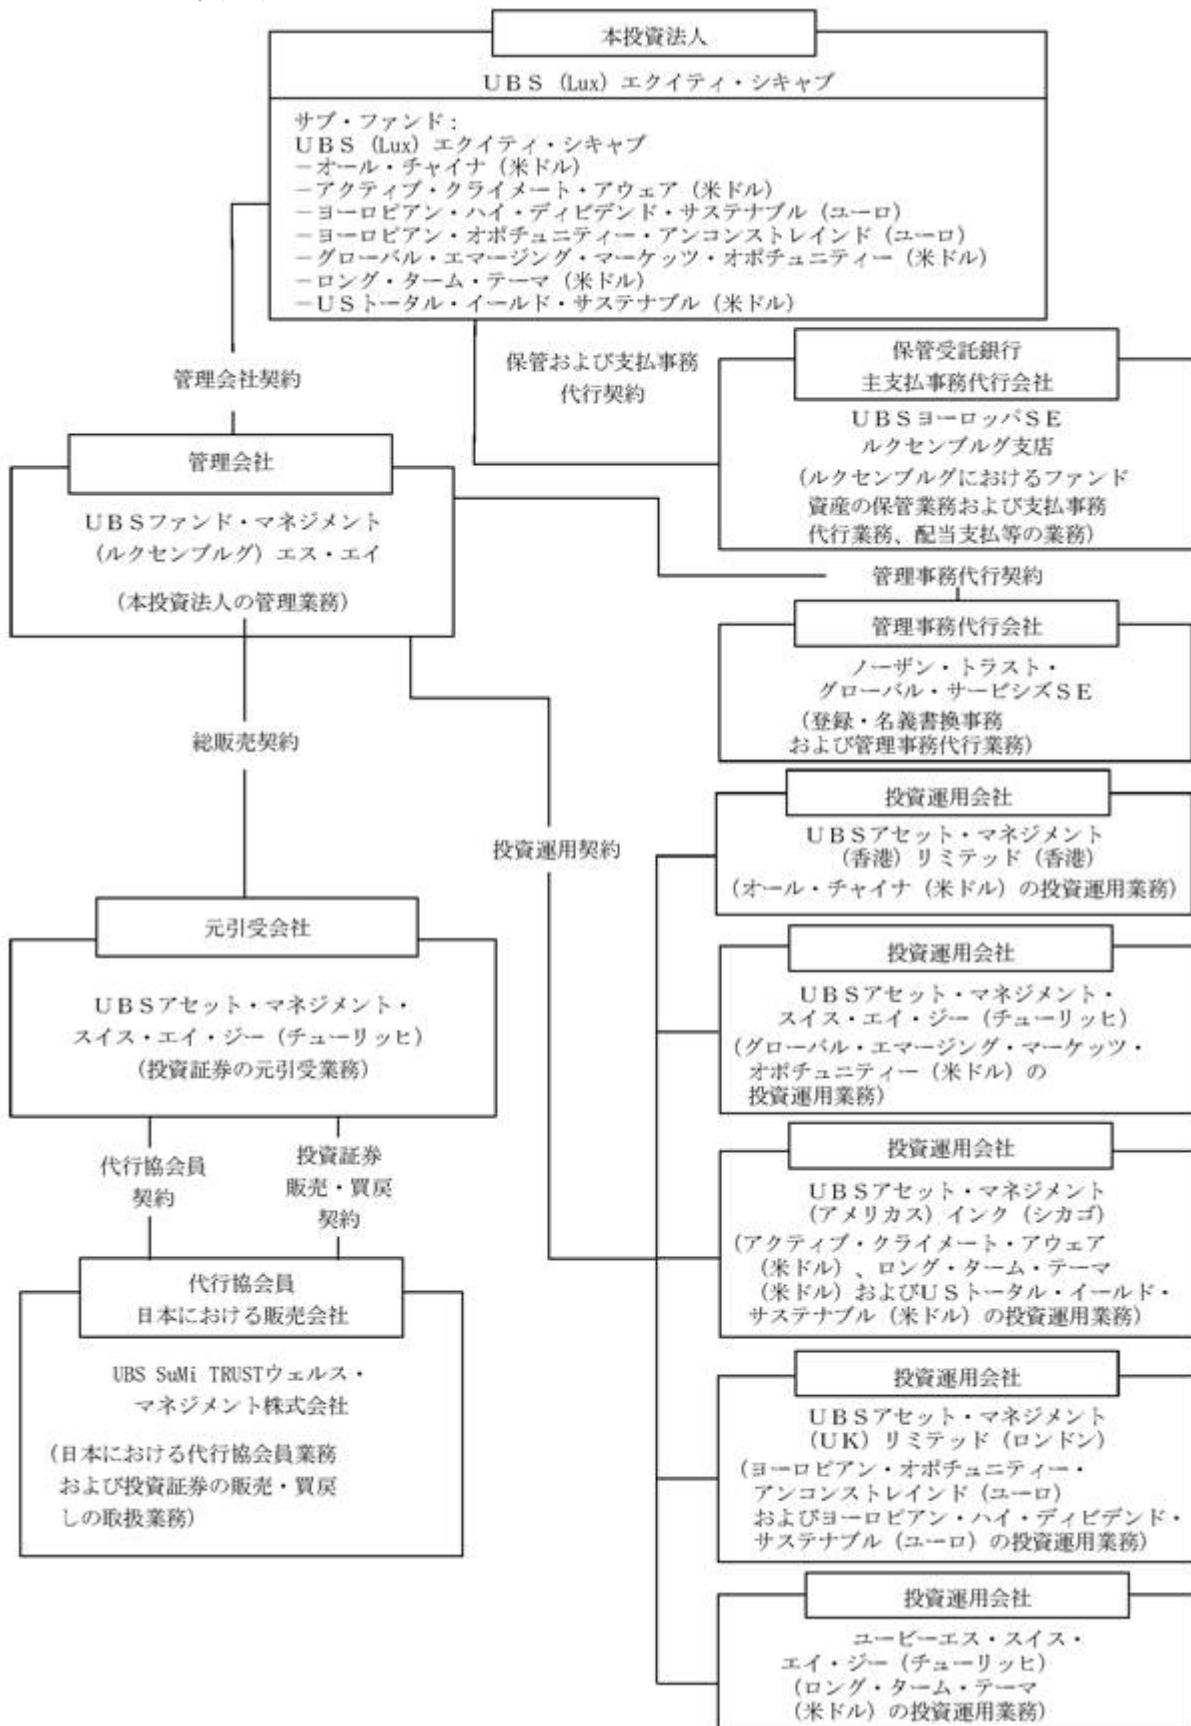 本投資法人
UBS (Lux) エクイティ・シキャブ
サブ・ファンド：
UBS (Lux) エクイティ・シキャブ
－オール・チャイナ（米ドル）
－アクティブ・クライメート・アウェア（米ドル）
－ヨーロピアン・ハイ・ディビデンド・サステナブル（ユーロ）
－ヨーロピアン・オポチュニティー・アンコンストレインド（ユーロ）
－グローバル・エマージング・マーケッツ・オポチュニティー（米ドル）
－ロング・ターム・テーマ（米ドル）
－USトータル・イールド・サステナブル（米ドル）
管理会社契約
保管および支払事務
代行契約
保管受託銀行
主支払事務代行会社
UBSヨーロッパSE
ルクセンブルグ支店
(ルクセンブルグにおけるファンド
資産の保管業務および支払事務
代行業務、配当支払等の業務）
管理会社
UBSファンド・マネジメント
（ルクセンブルグ）エス・エイ
（本投資法人の管理業務）
管理事務代行契約
管理事務代行会社
ノーザン・トラスト・
グローバル・サービシズSE
（登録・名義書換事務
および管理事務代行業務）
総販売契約
投資運用契約
投資運用会社
UBSアセット・マネジメント
（香港）リミテッド（香港）
（オール・チャイナ（米ドル）の投資運用業務）
元引受会社
UBSアセット・マネジメント・
スイス・エイ・ジー（チューリッヒ）
（投資証券の元引受業務）
投資運用会社
UBSアセット・マネジメント・
スイス・エイ・ジー（チューリッヒ）
（グローバル・エマージング・マーケッツ・
オポチュニティー（米ドル）の
投資運用業務）
代行協会員
契約
投資証券
販売・買戻
契約
投資運用会社
UBSアセット・マネジメント
（アメリカス）インク（シカゴ）
（アクティブ・クライメート・アウェア
（米ドル）、ロング・ターム・テーマ
（米ドル）およびUSトータル・イールド・
サステナブル（米ドル）の投資運用業務）
代行協会員
日本における販売会社
UBS SuMi TRUSTウェルス・
マネジメント株式会社
（日本における代行協会員業務
および投資証券の販売・買戻
しの取扱業務）
投資運用会社
UBSアセット・マネジメント
（UK）リミテッド（ロンドン）
（ヨーロピアン・オポチュニティー・
アンコンストレインド（ユーロ）
およびヨーロピアン・ハイ・ディビデンド・
サステナブル（ユーロ）の投資運用業務）
投資運用会社
ユービーエス・スイス・
エイ・ジー（チューリッヒ）
（ロング・ターム・テーマ
（米ドル）の投資運用業務）